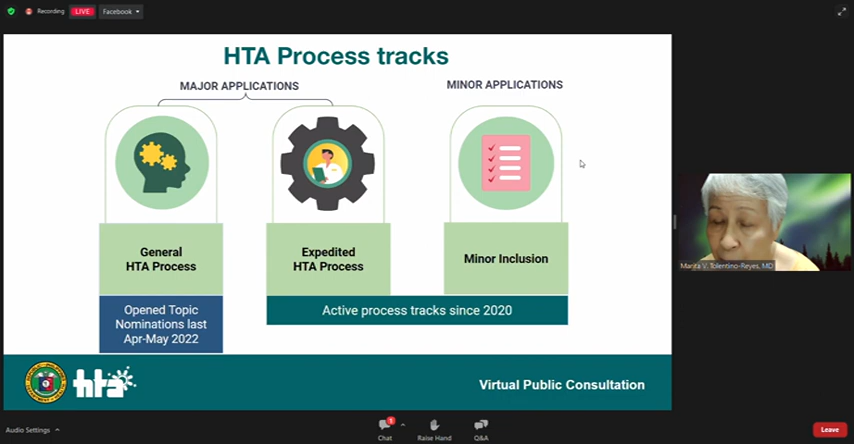 Recording
LIVE
Facebook
HTA Process tracks
MAJOR APPLICATIONS
MINOR APPLICATIONS
General
HTA Process
Expedited
HTA Process
Minor Inclusion
Opened Topic
Nominations last
Apr-May 2022
Active process tracks since 2020
Marita V. Tolentino-Reyes, MD
hta
Virtual Public Consultation
Audio Settings
Chat
Raise Hand
Q&A
Leave